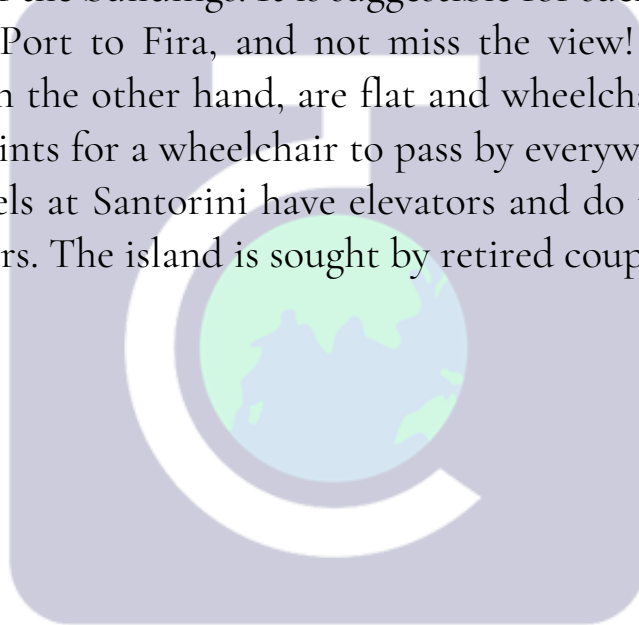 the buildings. It is suggestible for
Port to Fira, and not miss the view!
the other hand, are flat and wheelcha
ints for a wheelchair to pass by everyw
els at Santorini have elevators and do
rs. The island is sought by retired coup